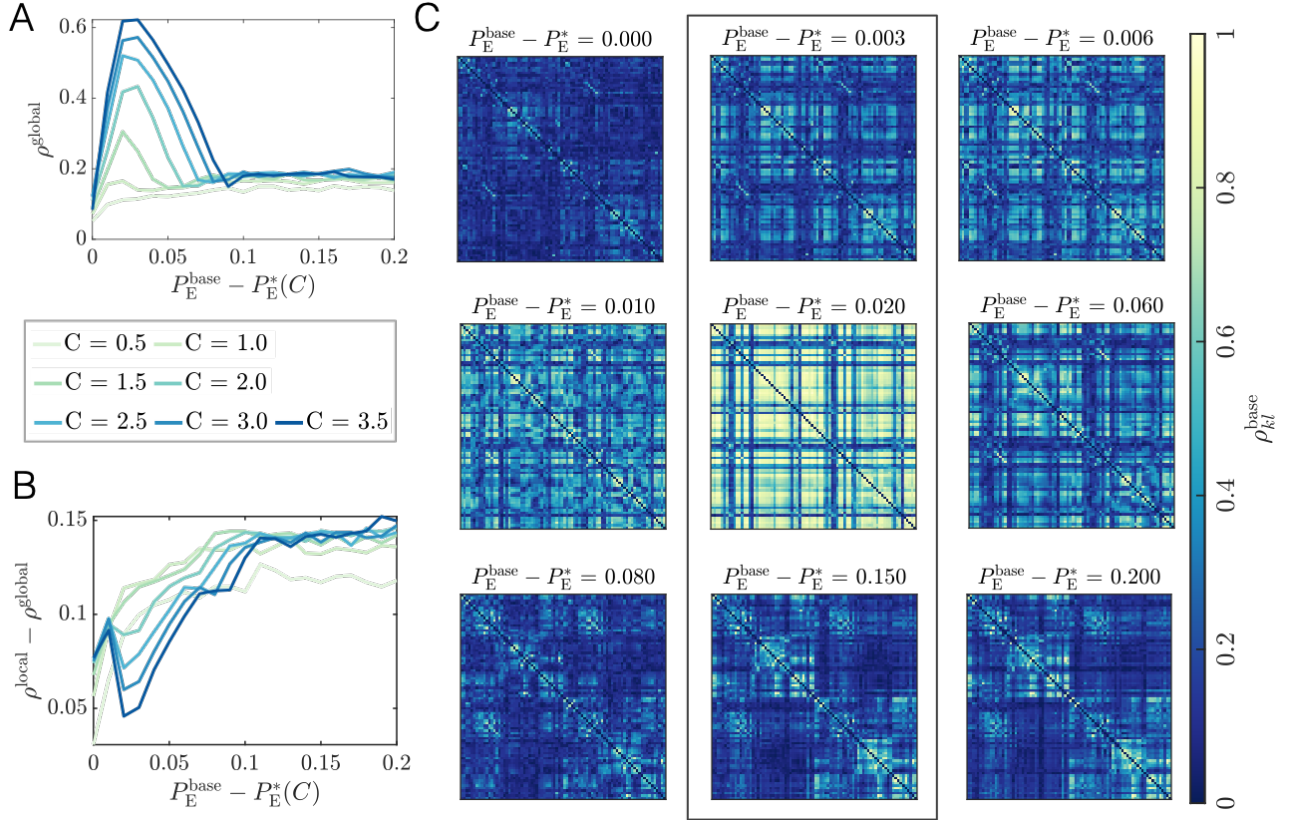 A
0.6
0.4
0.2
0
ρ^global
0 0.05 0.1 0.15 0.2
P_E^base − P_E^*(C)
C = 0.5 C = 1.0
C = 1.5 C = 2.0
C = 2.5 C = 3.0 C = 3.5
B
0.15
0.1
0.05
ρ^local − ρ^global
0 0.05 0.1 0.15 0.2
P_E^base − P_E^*(C)
C
P_E^base − P_E^* = 0.000
P_E^base − P_E^* = 0.003
P_E^base − P_E^* = 0.006
P_E^base − P_E^* = 0.010
P_E^base − P_E^* = 0.020
P_E^base − P_E^* = 0.060
P_E^base − P_E^* = 0.080
P_E^base − P_E^* = 0.150
P_E^base − P_E^* = 0.200
1
0.8
0.6
0.4
0.2
0
ρ_kl^base